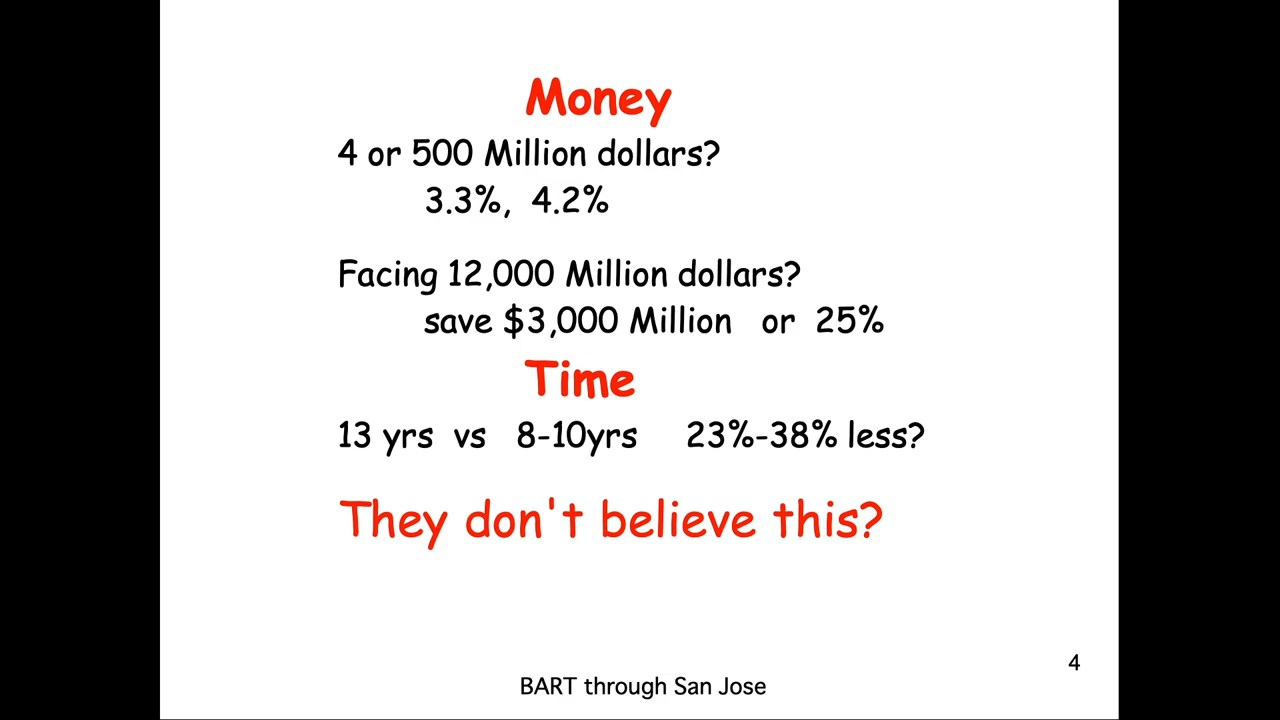 Money
4 or 500 Million dollars?
3.3%, 4.2%
Facing 12,000 Million dollars?
save $3,000 Million or 25%
Time
13 yrs vs 8-10yrs 23%-38% less?
They don't believe this?
4
BART through San Jose